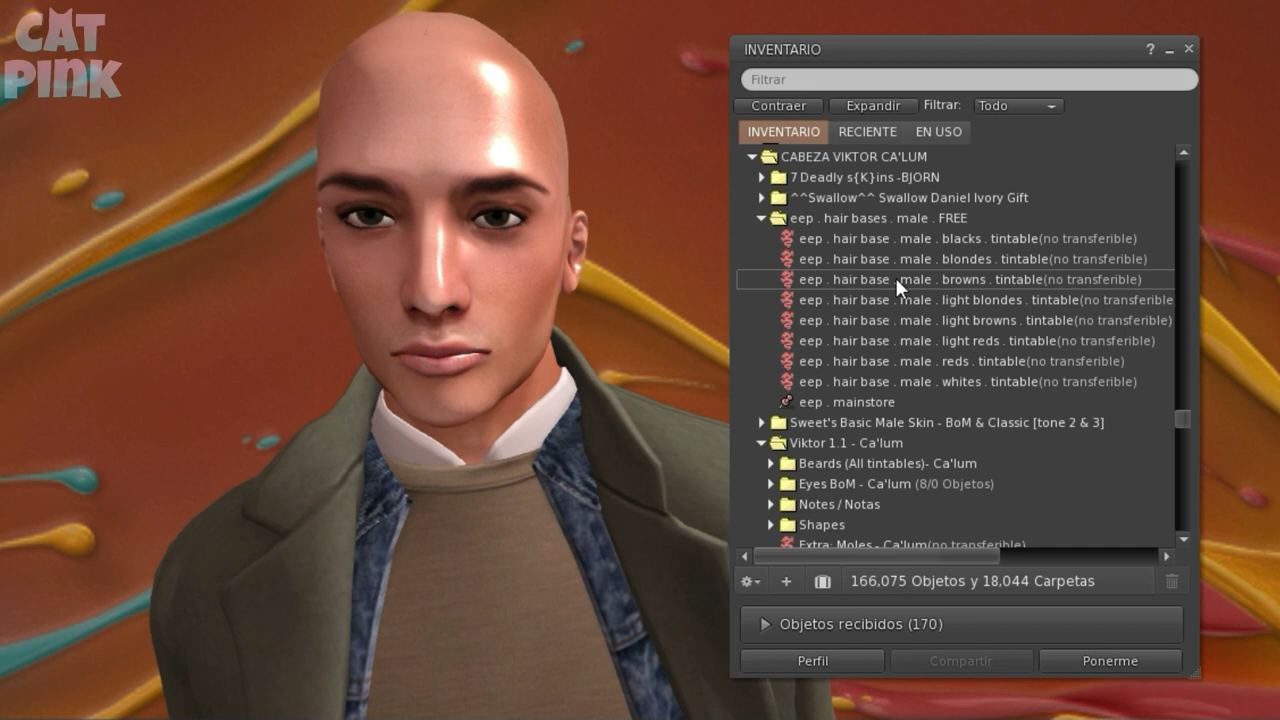 CAT
PINK
INVENTARIO
?
Filtrar
Contraer Expandir Filtrar: Todo
INVENTARIO RECIENTE EN USO
CABEZA VIKTOR CA'LUM
7 Deadly s{K}ins -BJORN
^^Swallow^^ Swallow Daniel Ivory Gift
eep . hair bases . male . FREE
eep . hair base . male . blacks . tintable(no transferible)
eep . hair base . male . blondes . tintable(no transferible)
eep . hair base . male . browns . tintable(no transferible)
eep . hair base . male . light blondes . tintable(no transferible
eep . hair base . male . light browns . tintable(no transferible)
eep . hair base . male . light reds . tintable(no transferible)
eep . hair base . male . reds . tintable(no transferible)
eep . hair base . male . whites . tintable(no transferible)
eep . mainstore
Sweet's Basic Male Skin - BoM & Classic [tone 2 & 3]
Viktor 1.1 - Ca'lum
Beards (All tintables)- Ca'lum
Eyes BoM - Ca'lum (8/0 Objetos)
Notes / Notas
Shapes
Extra: Moles - Ca'lum(no transferible)
166,075 Objetos y 18,044 Carpetas
Objetos recibidos (170)
Perfil Compartir Ponerme